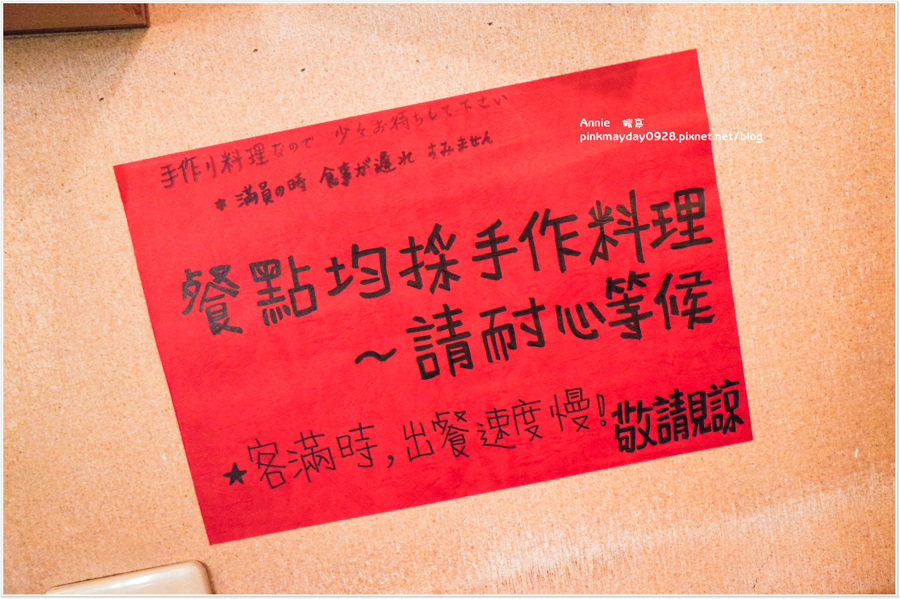 手作り料理なので 少々お待ちして下さい
★満員の時 食事が遅れ すみません
餐點均採手作料理
～請耐心等候
★客滿時,出餐速度慢!敬請見諒
Annie
pinkmayday0928.pixnet.net/blog